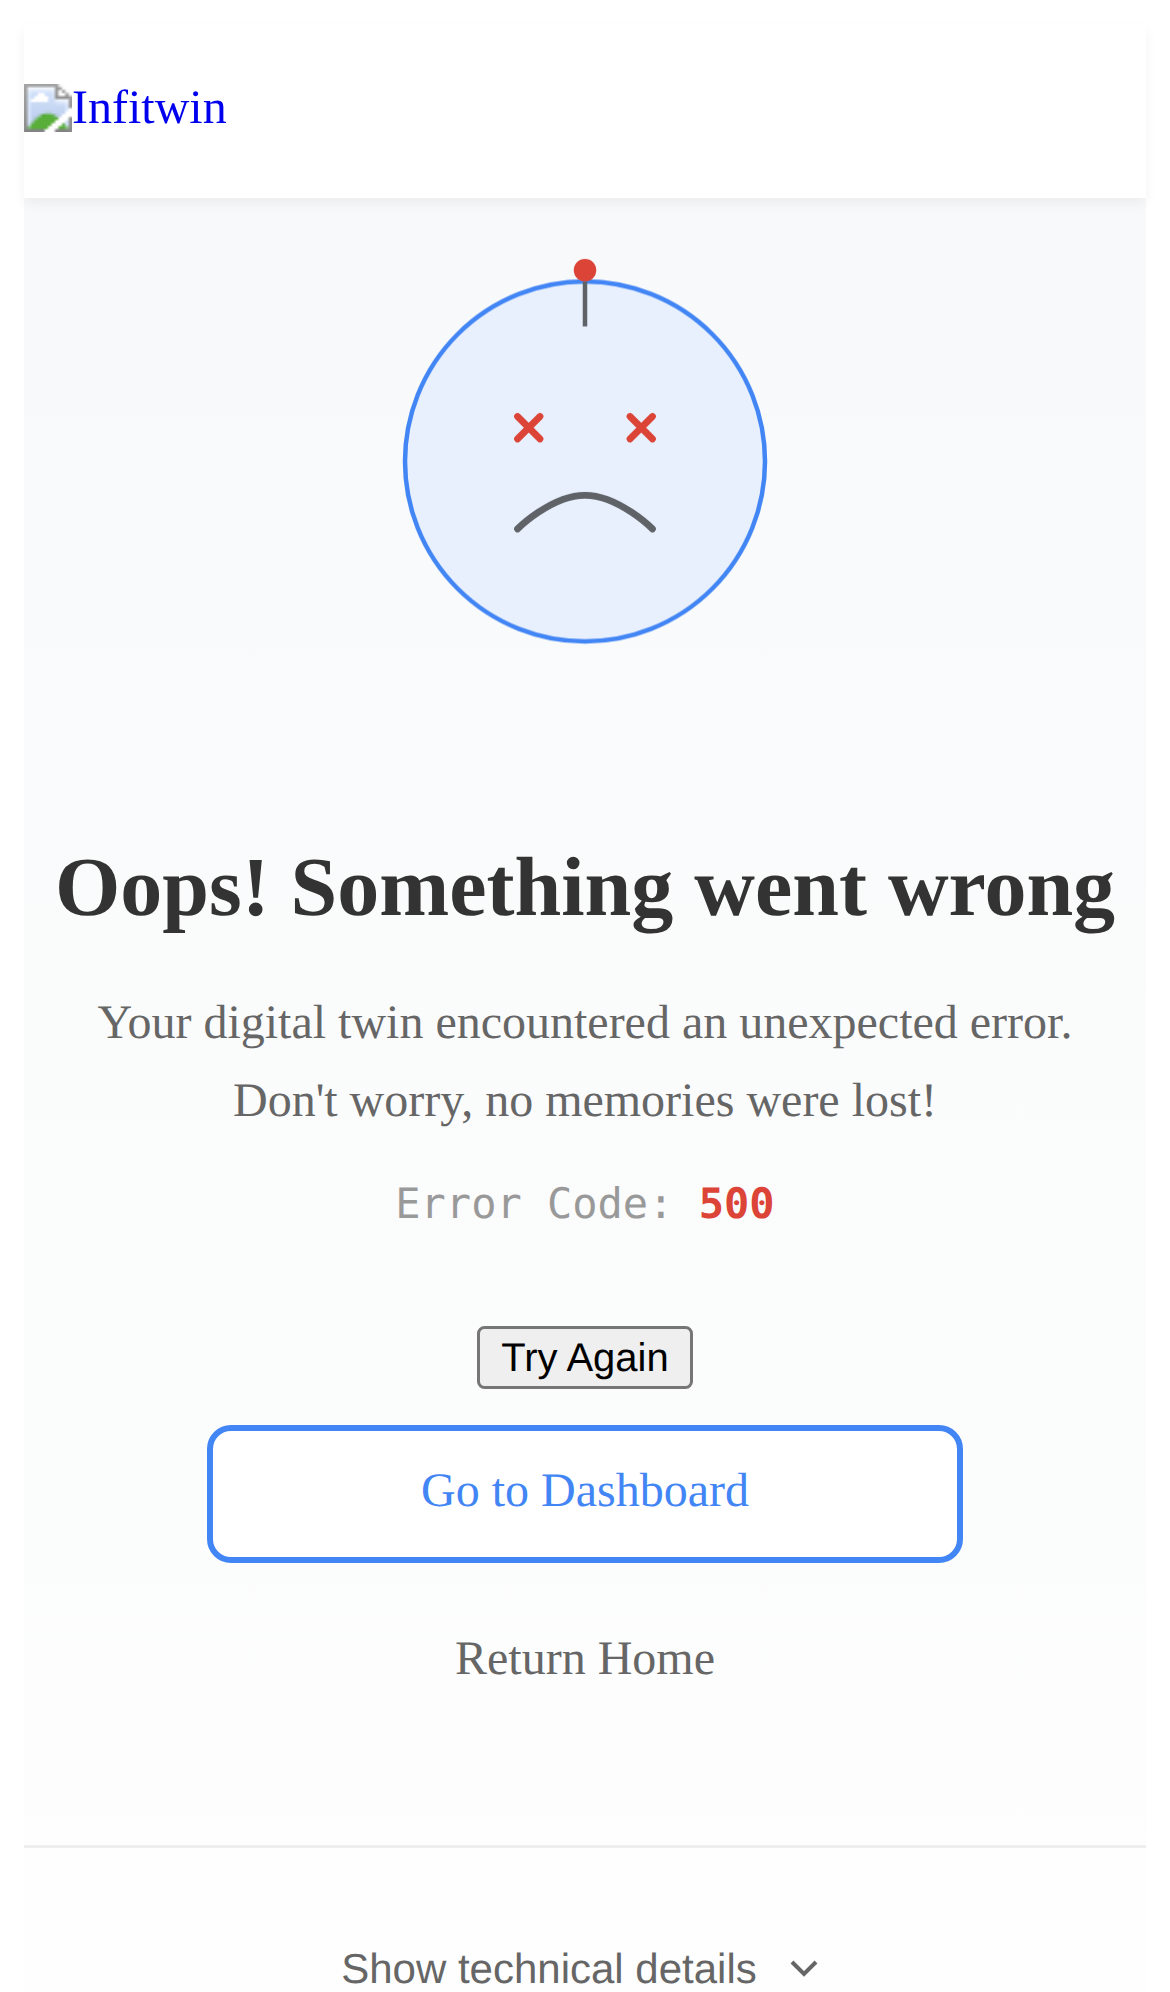 Infitwin
Oops! Something went wrong
Your digital twin encountered an unexpected error.
Don't worry, no memories were lost!
Error Code: 500
Try Again
Go to Dashboard
Return Home
Show technical details